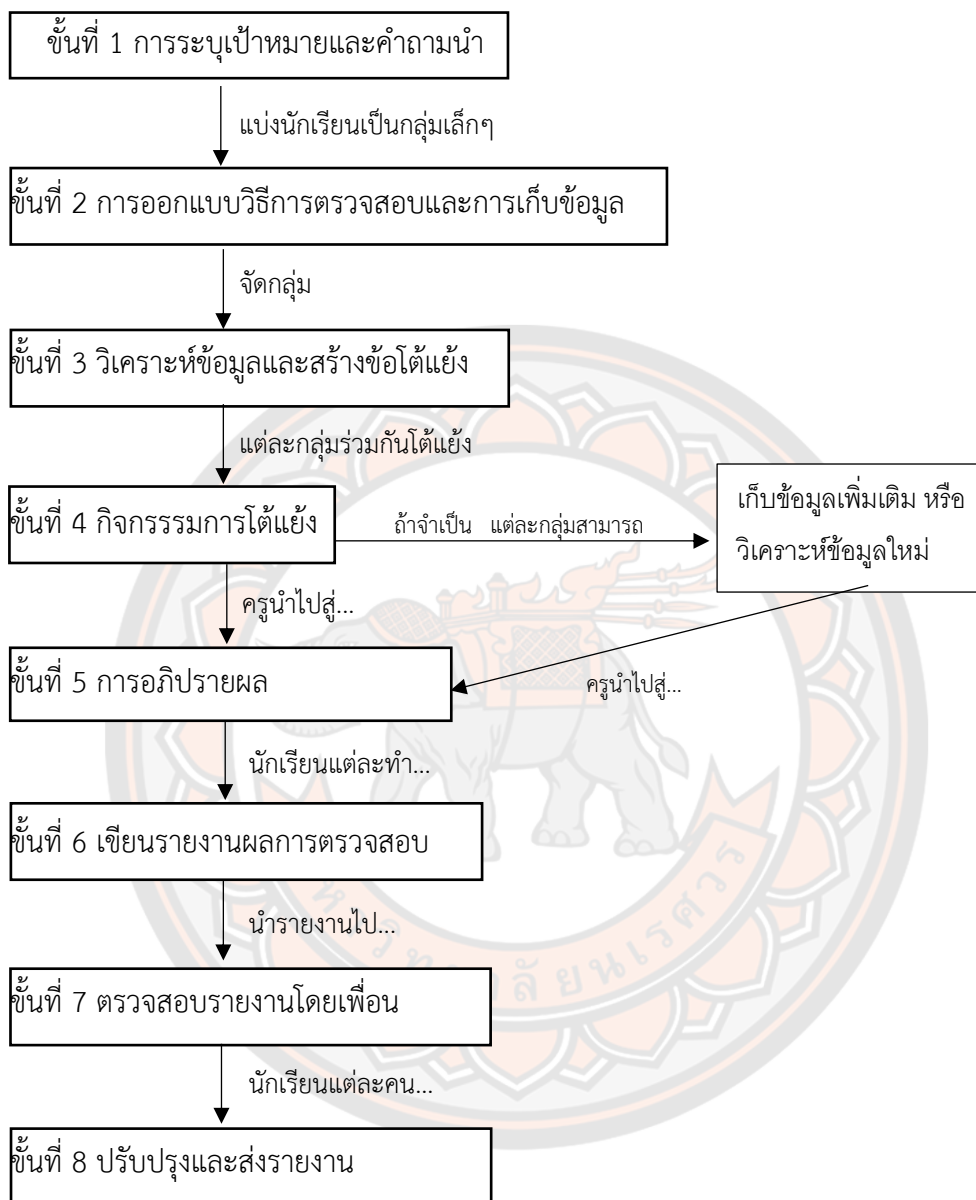 ขั้นที่ 1 การระบุเป้าหมายและคำถามนำ
แบ่งนักเรียนเป็นกลุ่มเล็กๆ
ขั้นที่ 2 การออกแบบวิธีการตรวจสอบและการเก็บข้อมูล
จัดกลุ่ม
ขั้นที่ 3 วิเคราะห์ข้อมูลและสร้างข้อโต้แย้ง
แต่ละกลุ่มร่วมกันโต้แย้ง
ขั้นที่ 4 กิจกรรรมการโต้แย้ง
ถ้าจำเป็น แต่ละกลุ่มสามารถ
เก็บข้อมูลเพิ่มเติม หรือ
วิเคราะห์ข้อมูลใหม่
ครูนำไปสู่...
ขั้นที่ 5 การอภิปรายผล
ครูนำไปสู่...
นักเรียนแต่ละทำ...
ขั้นที่ 6 เขียนรายงานผลการตรวจสอบ
นำรายงานไป...
ขั้นที่ 7 ตรวจสอบรายงานโดยเพื่อน
นักเรียนแต่ละคน...
ขั้นที่ 8 ปรับปรุงและส่งรายงาน